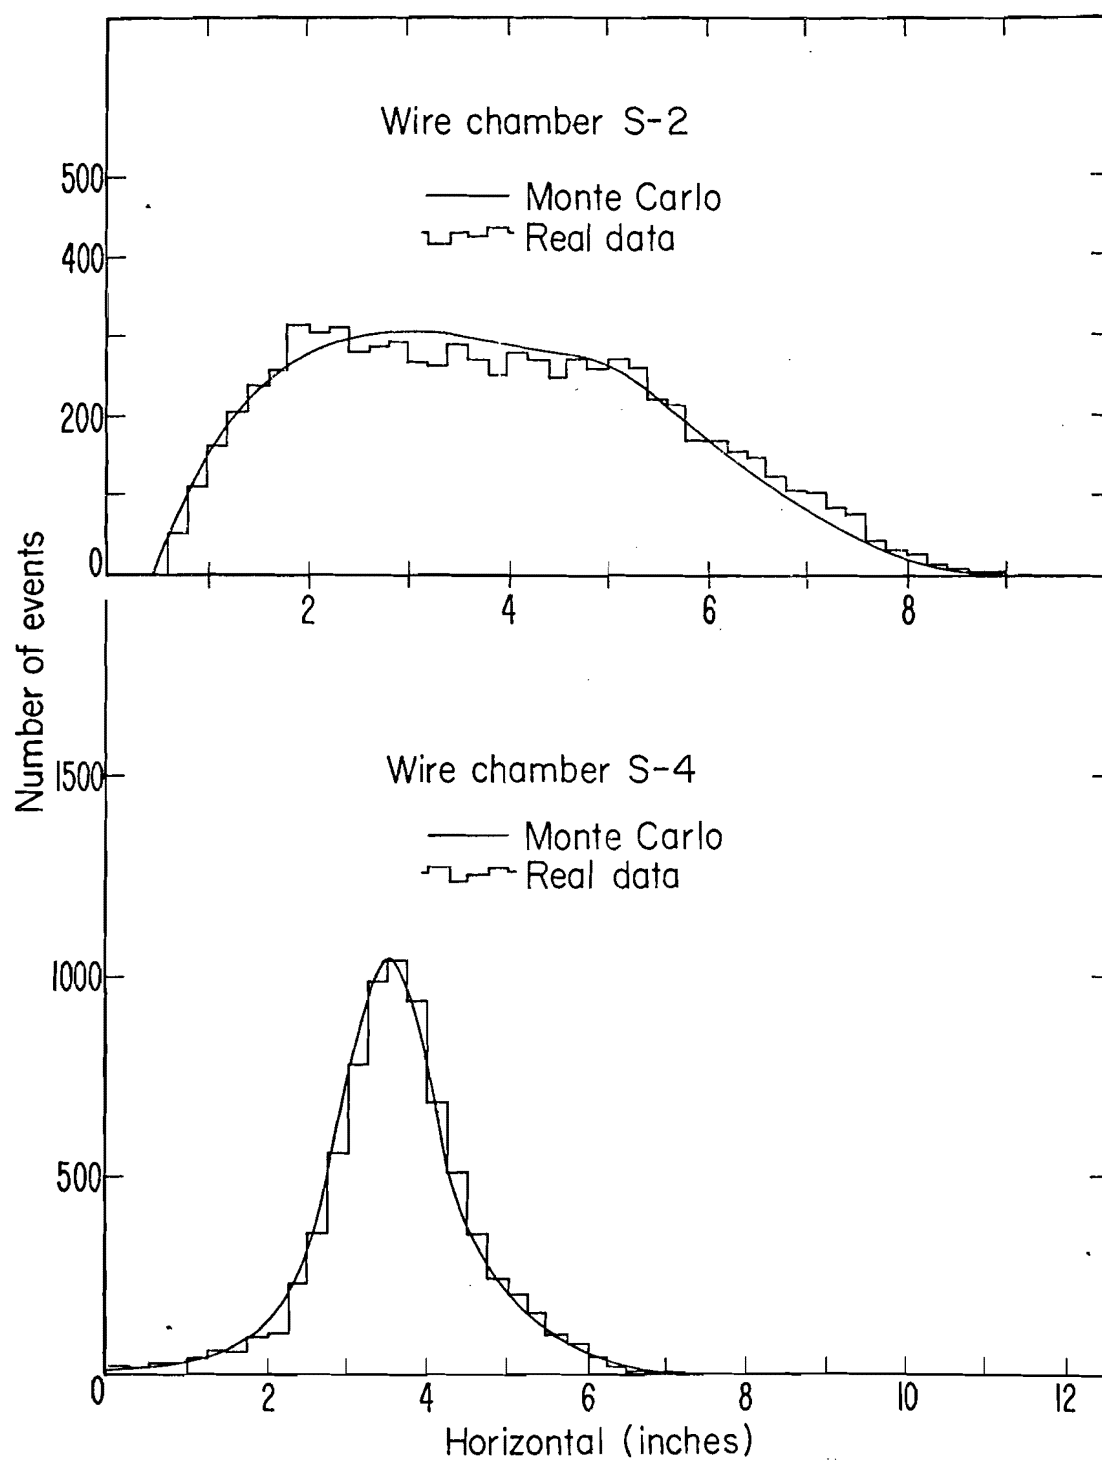 Wire chamber S-2
500
Monte Carlo
Real data
400
200
0
2 4 6 8
Number of events
Wire chamber S-4
1500
Monte Carlo
Real data
1000
500
0 2 4 6 8 10 12
Horizontal (inches)